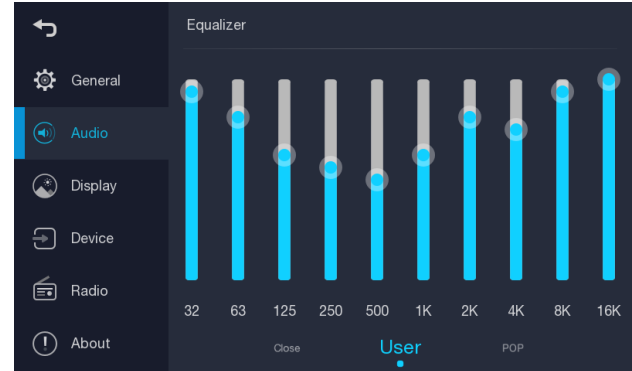 Equalizer
General
Audio
Display
Device
Radio
About
32 63 125 250 500 1K 2K 4K 8K 16K
Close User POP